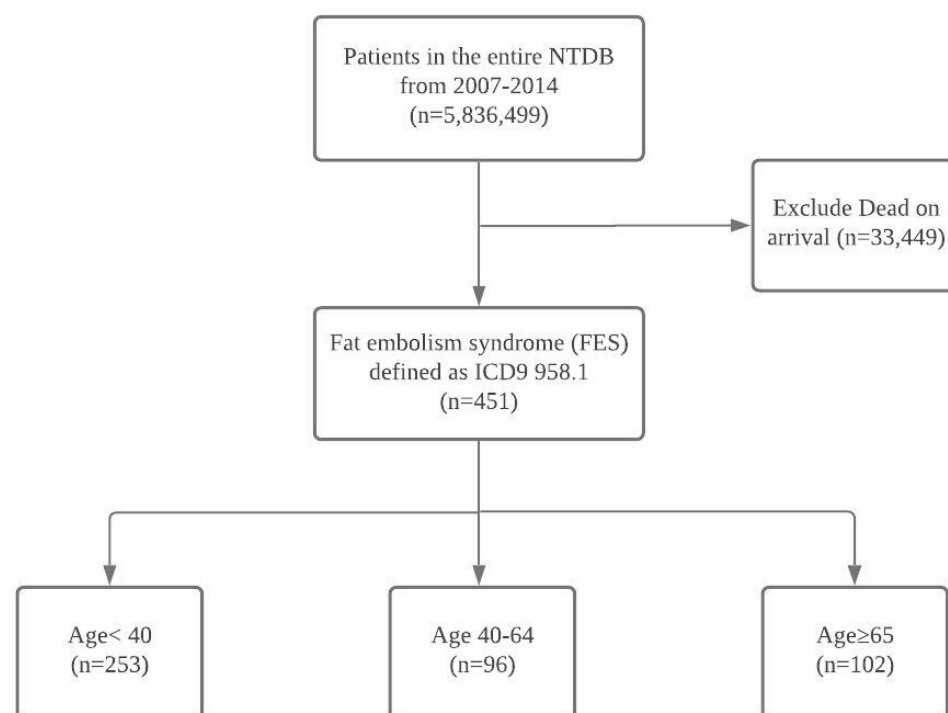 Patients in the entire NTDB
from 2007-2014
(n=5,836,499)
Exclude Dead on
arrival (n=33,449)
Fat embolism syndrome (FES)
defined as ICD9 958.1
(n=451)
Age< 40
(n=253)
Age 40-64
(n=96)
Age≥65
(n=102)